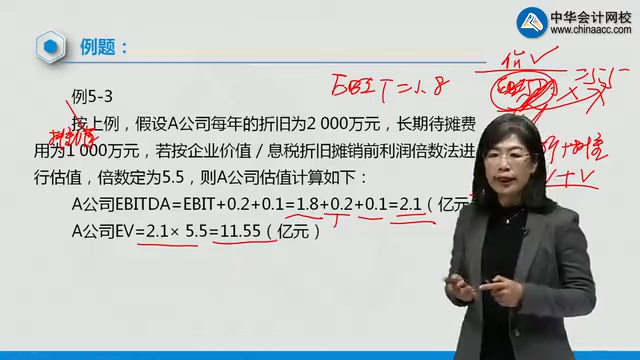 中华会计网校
www.chinaacc.com
例题：
价 V
EBIT=1.8
例5-3
按上例，假设A公司每年的折旧为2 000万元，长期待摊费
用为1 000万元，若按企业价值／息税折旧摊销前利润倍数法进
行估值，倍数定为5.5，则A公司估值计算如下：
A公司EBITDA=EBIT+0.2+0.1=1.8+0.2+0.1=2.1（亿元
A公司EV=2.1× 5.5=11.55（亿元）